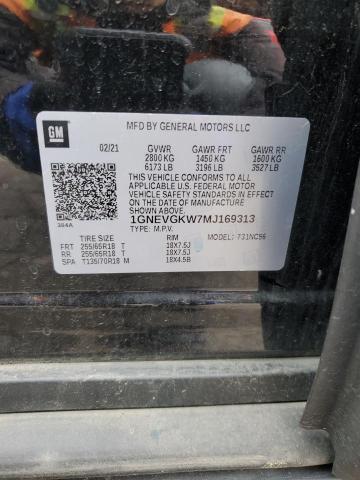 GM
MFD BY GENERAL MOTORS LLC
02/21 GVWR GAWR FRT GAWR RR
2800 KG 1450 KG 1600 KG
6173 LB 3196 LB 3527 LB
THIS VEHICLE CONFORMS TO ALL
APPLICABLE U.S. FEDERAL MOTOR
VEHICLE SAFETY STANDARDS IN
EFFECT ON THE DATE OF
MANUFACTURE SHOWN ABOVE.
1GNEVGKW7MJ169313
384A
TYPE: M.P.V.
TIRE SIZE RIM MODEL: 731NC56
FRT 255/65R18 T 18X7.5J
RR 255/65R18 T 18X7.5J
SPA T135/70R18 M 18X4.5B